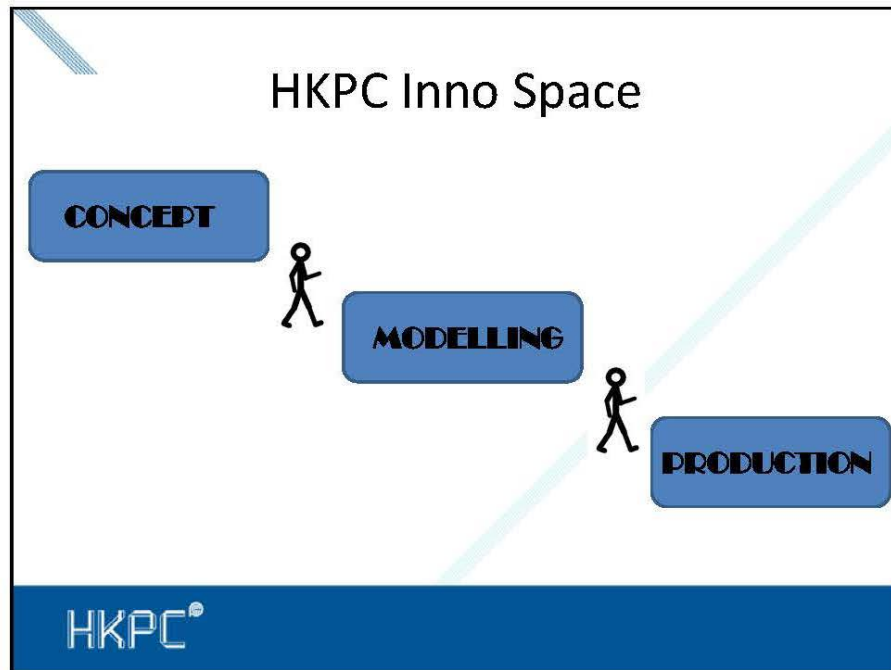 HKPC Inno Space
CONCEPT
MODELLING
PRODUCTION
HKPC